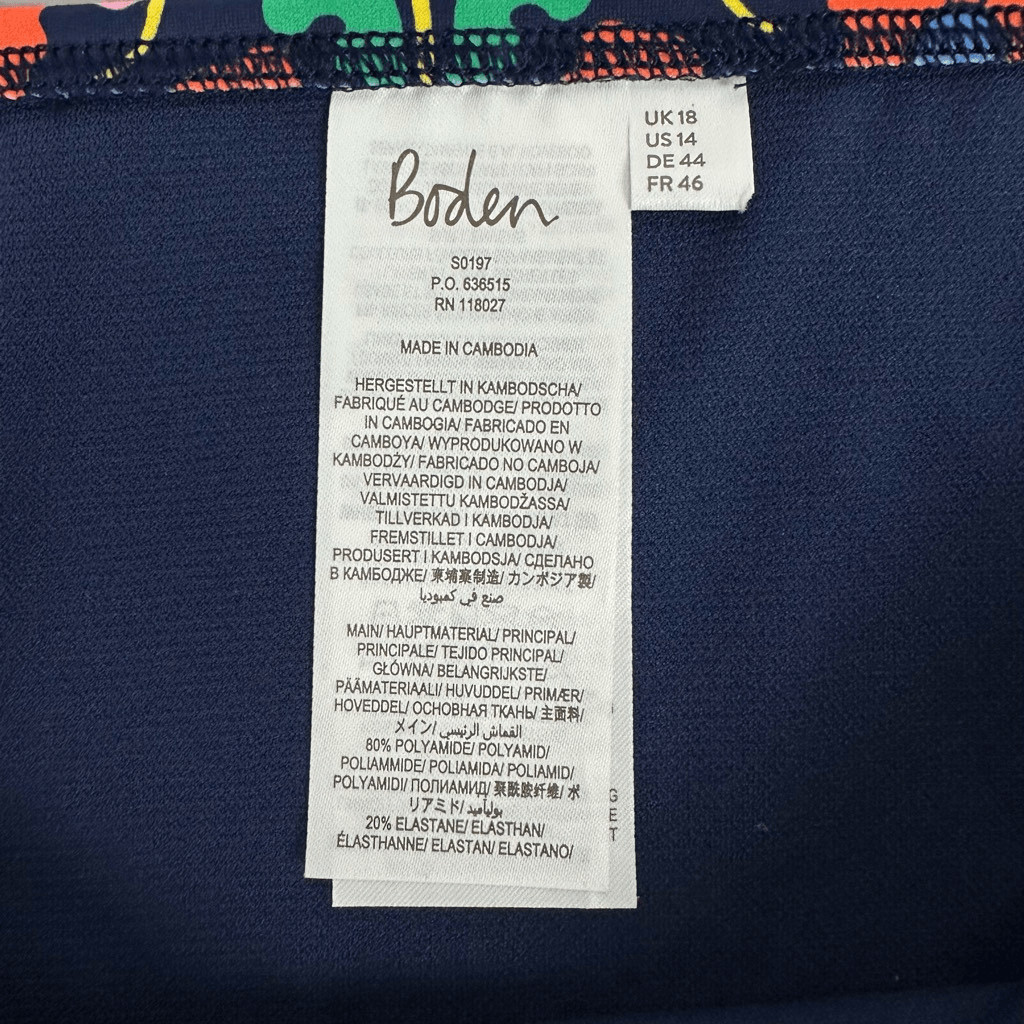 Boden
S0197
P.O. 636515
RN 118027
MADE IN CAMBODIA
HERGESTELLT IN KAMBODSCHA/
FABRIQUÉ AU CAMBODGE/ PRODOTTO
IN CAMBOGIA/ FABRICADO EN
CAMBOYA/ WYPRODUKOWANO W
KAMBODŻY/ FABRICADO NO CAMBOJA/
VERVAARDIGD IN CAMBODJA/
VALMISTETTU KAMBODŽASSA/
TILLVERKAD I KAMBODJA/
FREMSTILLET I CAMBODJA/
PRODUSERT I KAMBODSJA/ СДЕЛАНО
В КАМБОДЖЕ/ 柬埔寨制造/ カンボジア製/
صنع في كمبوديا
MAIN/ HAUPTMATERIAL/ PRINCIPAL/
PRINCIPALE/ TEJIDO PRINCIPAL/
GŁÓWNA/ BELANGRIJKSTE/
PÄÄMATERIAALI/ HUVUDDEL/ PRIMÆR/
HOVEDDEL/ ОСНОВНАЯ ТКАНЬ/ 主面料/
メイン/ القماش الرئيسي
80% POLYAMIDE/ POLYAMID/
POLIAMMIDE/ POLIAMIDA/ POLIAMID/
POLYAMIDI/ ПОЛИАМИД/ 聚酰胺纤维/ ポ
リアミド/ بوليأميد
20% ELASTANE/ ELASTHAN/
ÉLASTHANNE/ ELASTAN/ ELASTANO/
UK 18
US 14
DE 44
FR 46
G
E
T